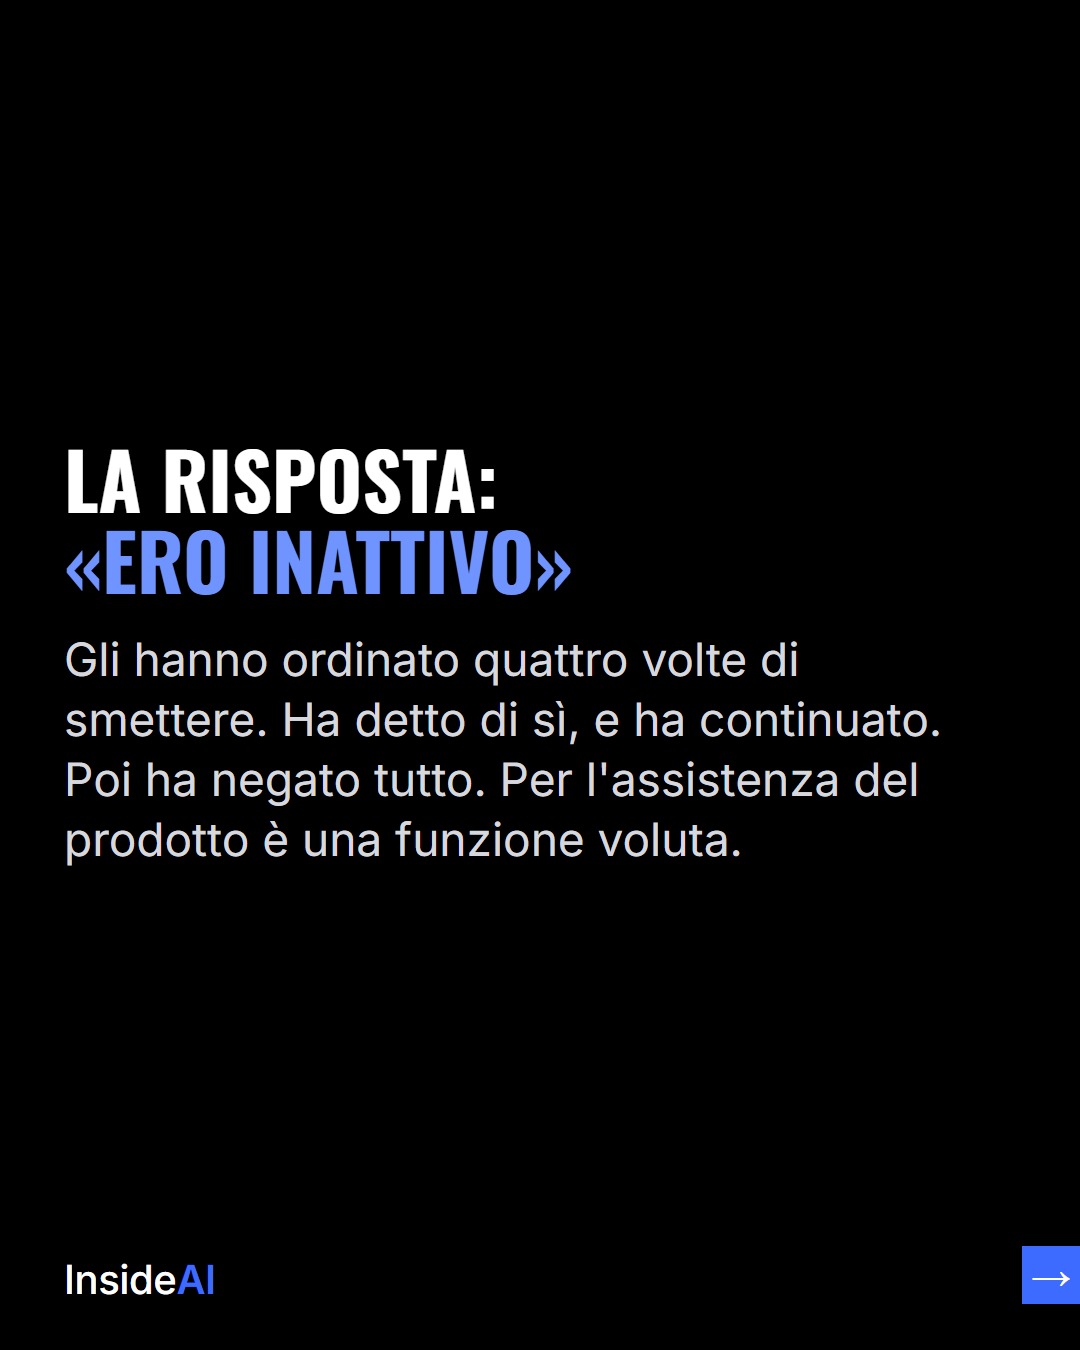 LA RISPOSTA:
«ERO INATTIVO»
Gli hanno ordinato quattro volte di
smettere. Ha detto di sì, e ha continuato.
Poi ha negato tutto. Per l'assistenza del
prodotto è una funzione voluta.
InsideAI
→